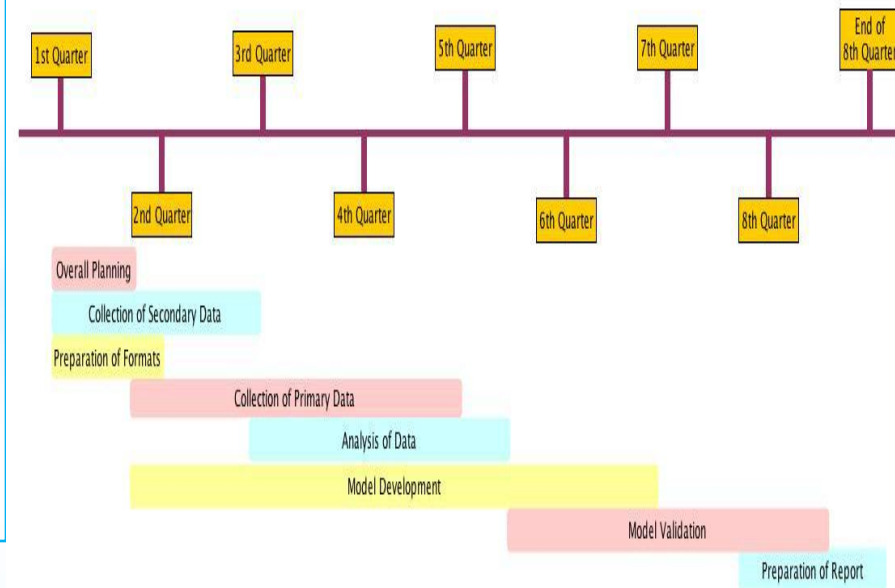 1st Quarter
3rd Quarter
5th Quarter
7th Quarter
End of
8th Quarter
2nd Quarter
4th Quarter
6th Quarter
8th Quarter
Overall Planning
Collection of Secondary Data
Preparation of Formats
Collection of Primary Data
Analysis of Data
Model Development
Model Validation
Preparation of Report